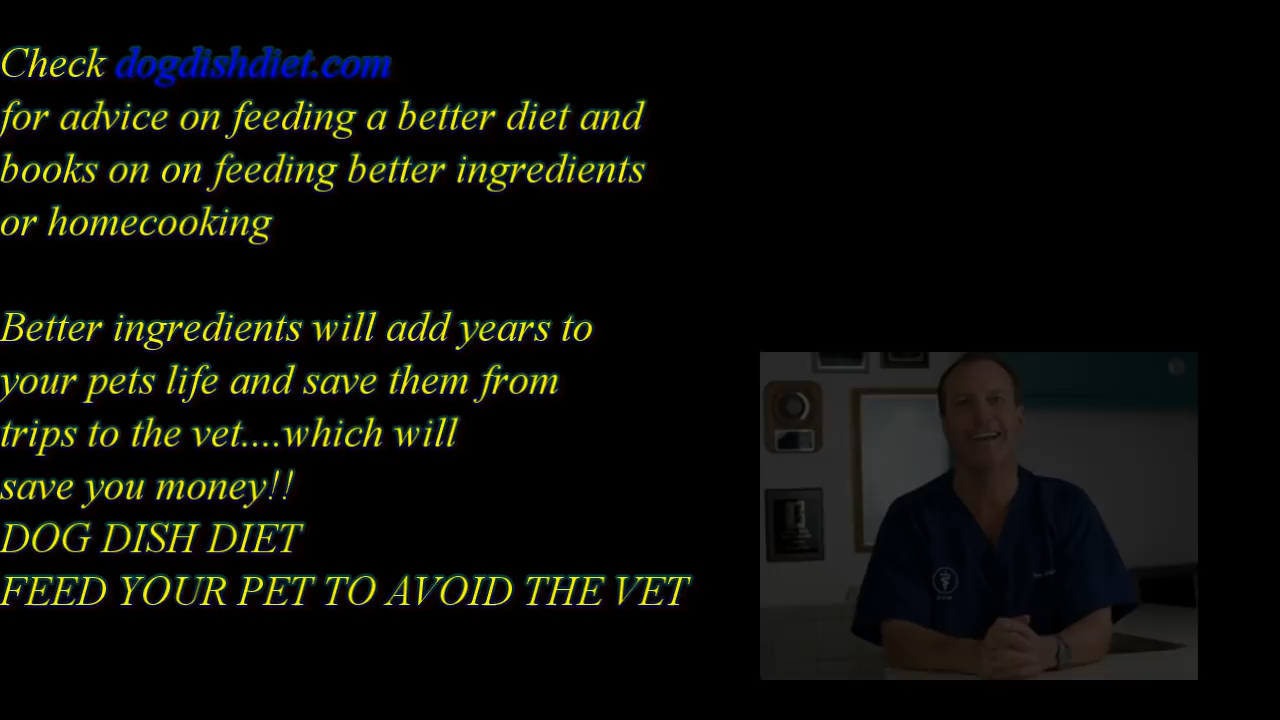 Check dogdishdiet.com
for advice on feeding a better diet and
books on on feeding better ingredients
or homecooking
Better ingredients will add years to
your pets life and save them from
trips to the vet....which will
save you money!!
DOG DISH DIET
FEED YOUR PET TO AVOID THE VET